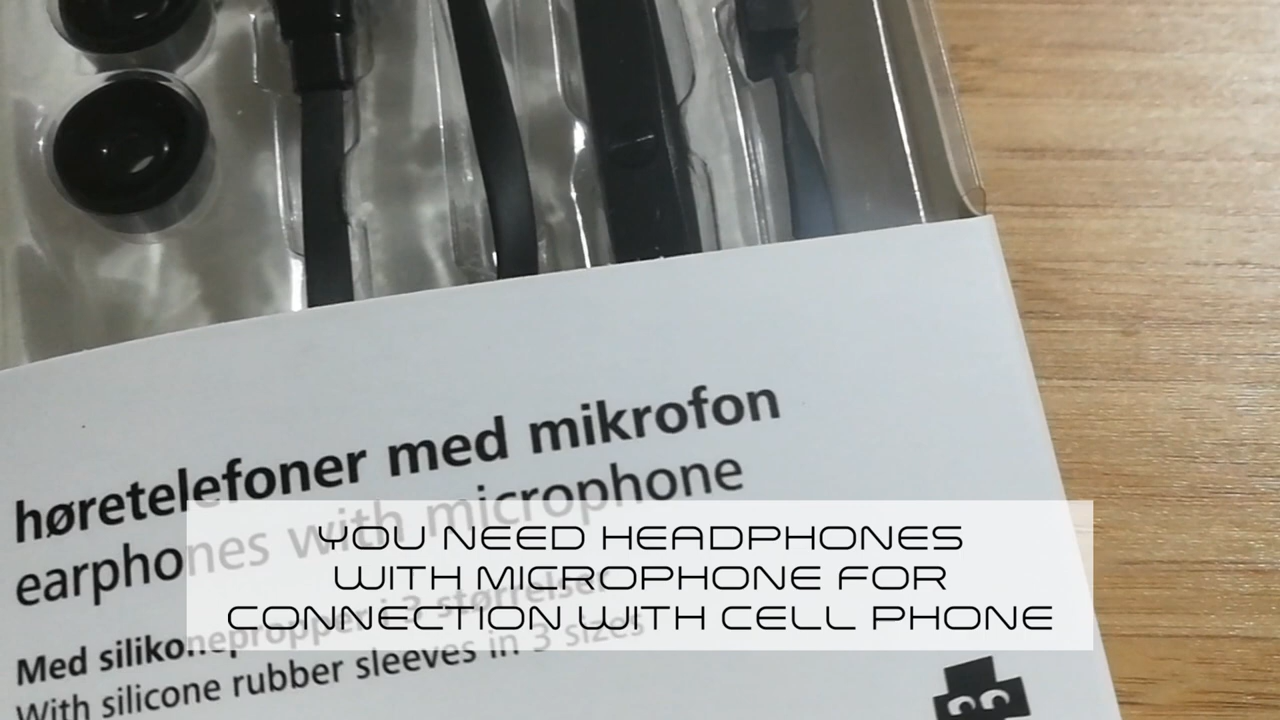 høretelefoner med mikrofon
earphones with microphone
Med silikonepropper i 3 størrelser
With silicone rubber sleeves in 3 sizes
YOU NEED HEADPHONES
WITH MICROPHONE FOR
CONNECTION WITH CELL PHONE